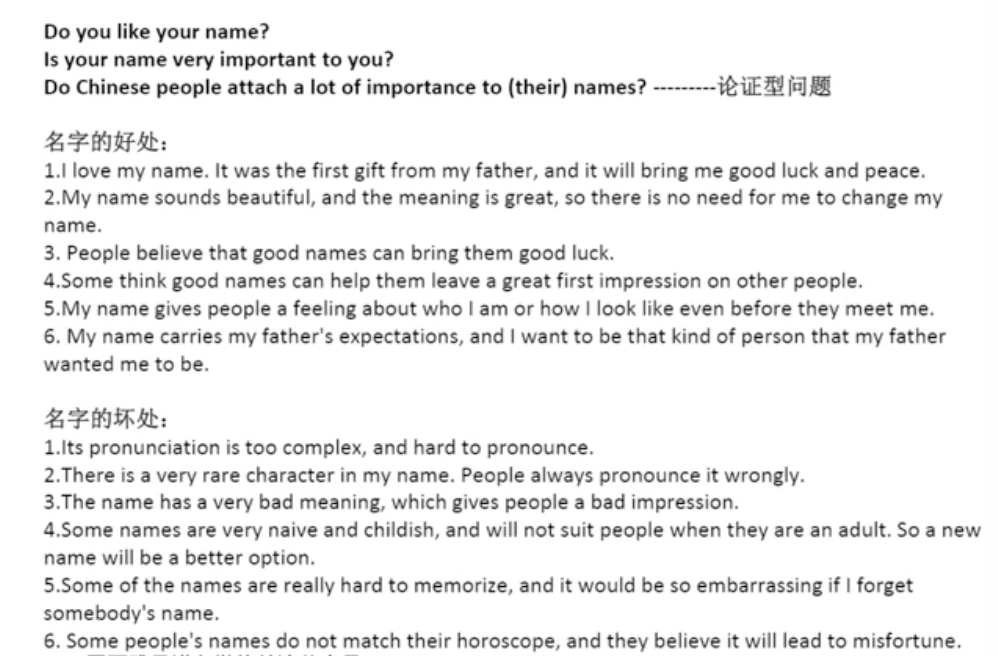 Do you like your name?
Is your name very important to you?
Do Chinese people attach a lot of importance to (their) names? ---------论证型问题
名字的好处：
1.I love my name. It was the first gift from my father, and it will bring me good luck and peace.
2.My name sounds beautiful, and the meaning is great, so there is no need for me to change my
name.
3. People believe that good names can bring them good luck.
4.Some think good names can help them leave a great first impression on other people.
5.My name gives people a feeling about who I am or how I look like even before they meet me.
6. My name carries my father's expectations, and I want to be that kind of person that my father
wanted me to be.
名字的坏处：
1.Its pronunciation is too complex, and hard to pronounce.
2.There is a very rare character in my name. People always pronounce it wrongly.
3.The name has a very bad meaning, which gives people a bad impression.
4.Some names are very naive and childish, and will not suit people when they are an adult. So a new
name will be a better option.
5.Some of the names are really hard to memorize, and it would be so embarrassing if I forget
somebody's name.
6. Some people's names do not match their horoscope, and they believe it will lead to misfortune.